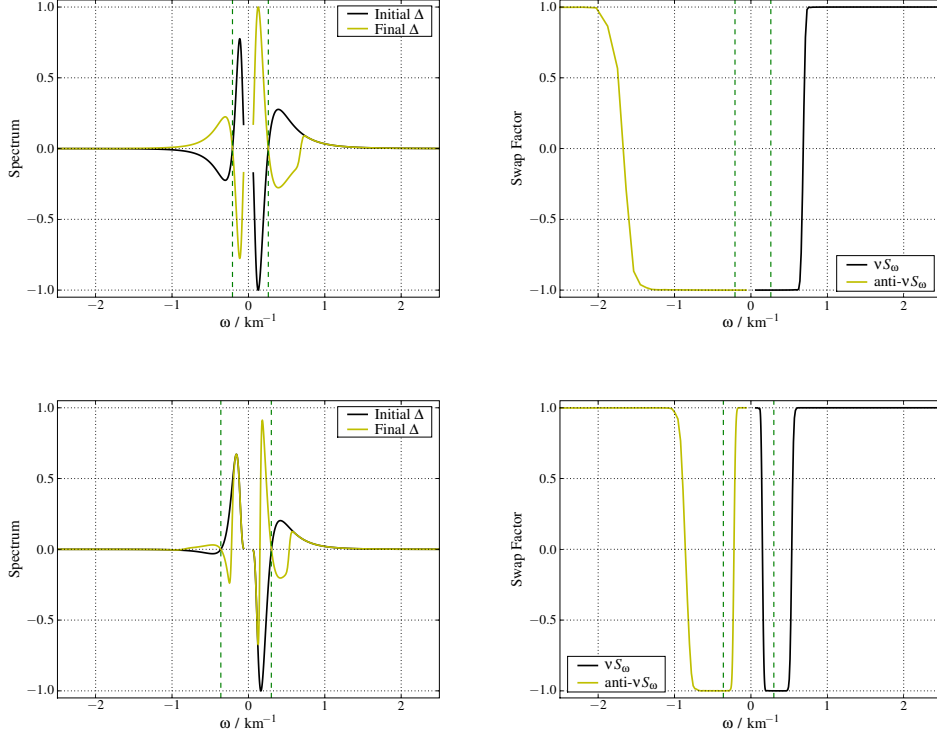 1.0
0.5
0.0
−0.5
−1.0
Spectrum
Initial Δ
Final Δ
−2 −1 0 1 2
ω / km⁻¹
1.0
0.5
0.0
−0.5
−1.0
Swap Factor
ν S_ω
anti-ν S_ω
−2 −1 0 1 2
ω / km⁻¹
1.0
0.5
0.0
−0.5
−1.0
Spectrum
Initial Δ
Final Δ
−2 −1 0 1 2
ω / km⁻¹
1.0
0.5
0.0
−0.5
−1.0
Swap Factor
ν S_ω
anti-ν S_ω
−2 −1 0 1 2
ω / km⁻¹